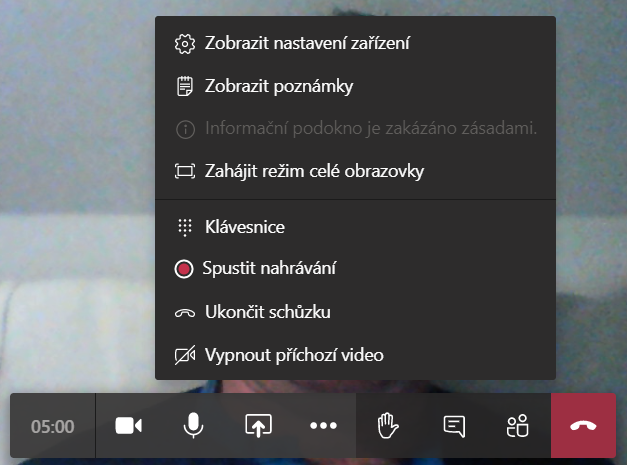 Zobrazit nastavení zařízení
Zobrazit poznámky
Informační podokno je zakázáno zásadami.
Zahájit režim celé obrazovky
Klávesnice
Spustit nahrávání
Ukončit schůzku
Vypnout příchozí video
05:00